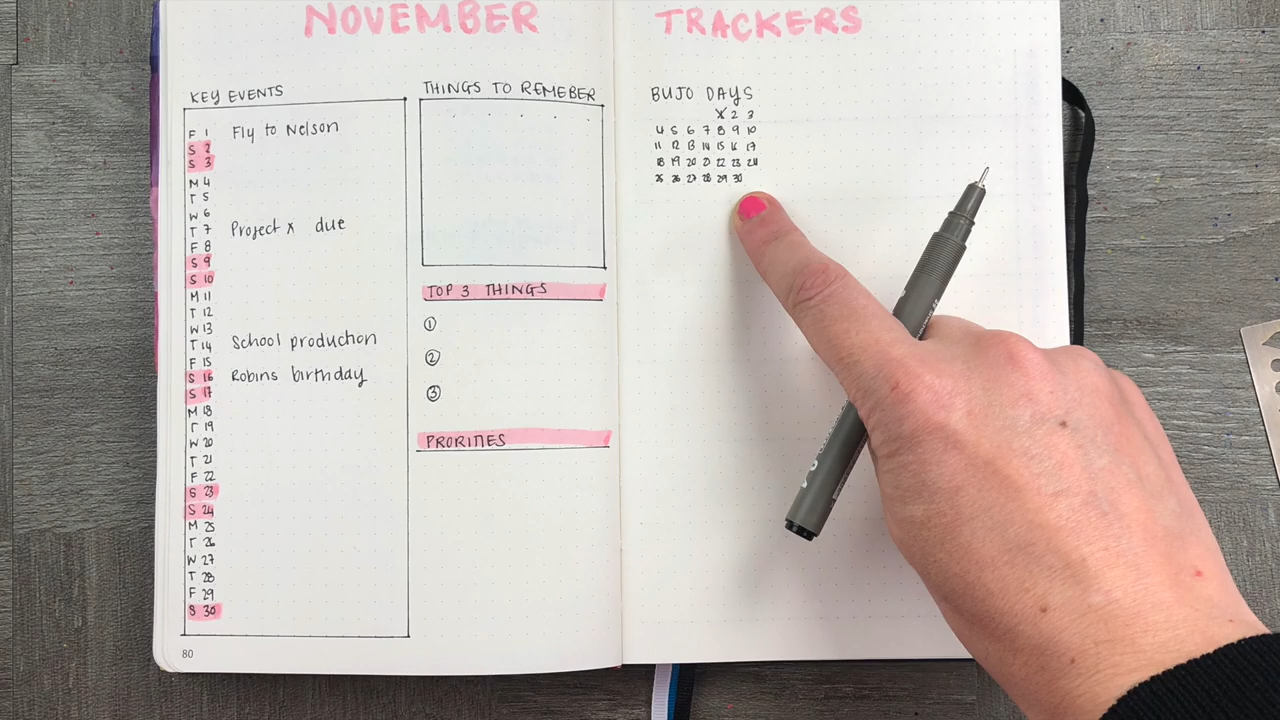 NOVEMBER
KEY EVENTS
F 1 Fly to Nelson
S 2
S 3
M 4
T 5
W 6
T 7 Project x due
F 8
S 9
S 10
M 11
T 12
W 13
T 14 School production
F 15
S 16 Robins birthday
S 17
M 18
T 19
W 20
T 21
F 22
S 23
S 24
M 25
T 26
W 27
T 28
F 29
S 30
80
THINGS TO REMEBER
TOP 3 THINGS
1
2
3
PRORITIES
TRACKERS
BUJO DAYS
X 2 3
4 5 6 7 8 9 10
11 12 13 14 15 16 17
18 19 20 21 22 23 24
25 26 27 28 29 30